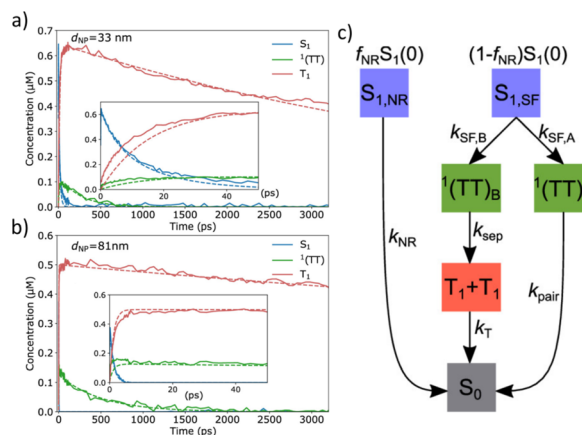 a)
d_NP=33 nm
S₁
¹(TT)
T₁
Concentration (μM)
0.7
0.6
0.5
0.4
0.3
0.2
0.1
0.0
0.6
0.4
0.2
0.0
0 20 40
(ps)
0 500 1000 1500 2000 2500 3000
Time (ps)
b)
d_NP=81nm
S₁
¹(TT)
T₁
Concentration (μM)
0.6
0.5
0.4
0.3
0.2
0.1
0.0
0.6
0.4
0.2
0.0
0 20 40
(ps)
0 500 1000 1500 2000 2500 3000
Time (ps)
c)
f_NR S₁(0) (1-f_NR)S₁(0)
S₁,NR S₁,SF
k_SF,B k_SF,A
¹(TT)_B ¹(TT)
k_NR k_sep
T₁+T₁ k_pair
k_T
S₀